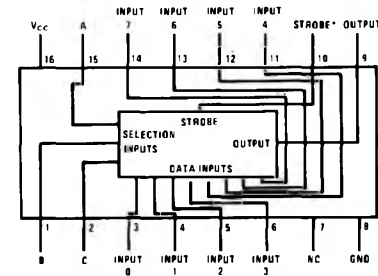 INPUT INPUT INPUT INPUT
VCC A 7 6 5 4 STROBE* OUTPUT
16 15 14 13 12 11 10 9
STROBE
SELECTION
INPUTS
OUTPUT
DATA INPUTS
1 2 3 4 5 6 7 8
B C INPUT INPUT INPUT INPUT NC GND
0 1 2 3